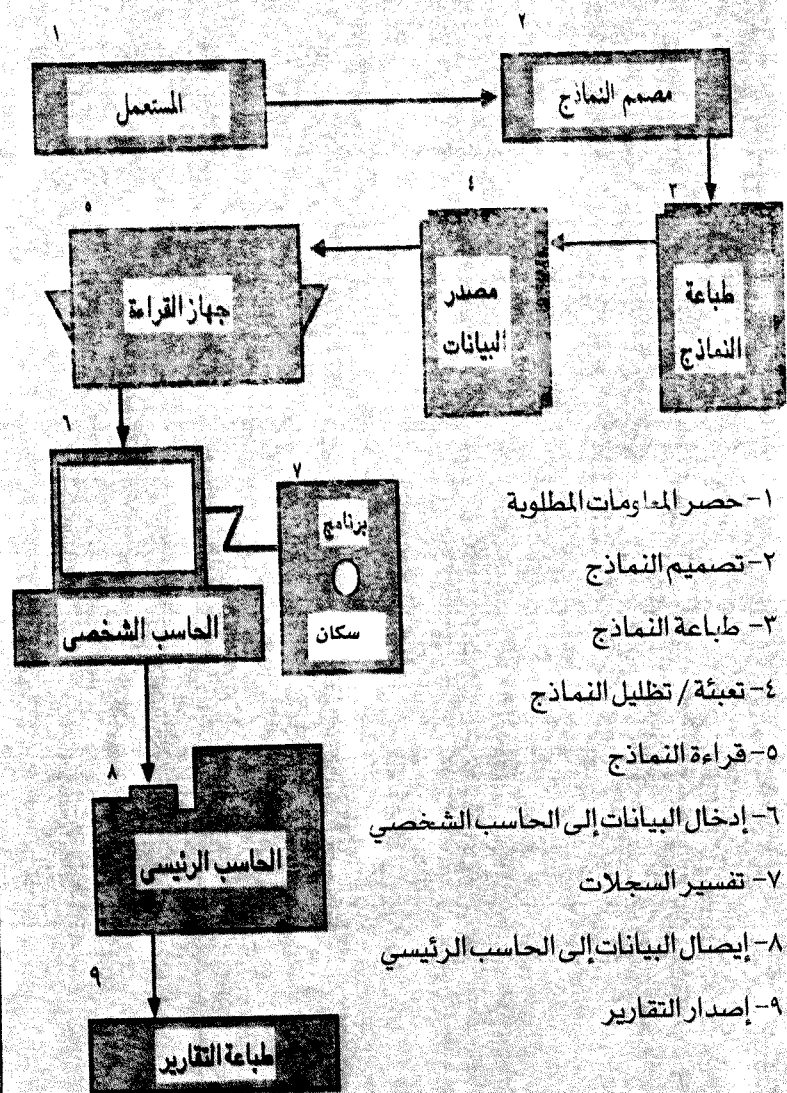 ١
المستعمل
٢
مصمم النماذج
٣
طباعة
النماذج
٤
مصدر
البيانات
٥
جهاز القراءة
٦
الحاسب الشخصى
٧
برنامج
سكان
٨
الحاسب الرئيسى
٩
طباعة التقارير
١- حصر المعلومات المطلوبة
٢- تصميم النماذج
٣- طباعة النماذج
٤- تعبئة / تظليل النماذج
٥- قراءة النماذج
٦- إدخال البيانات إلى الحاسب الشخصي
٧- تفسير السجلات
٨- إيصال البيانات إلى الحاسب الرئيسي
٩- إصدار التقارير